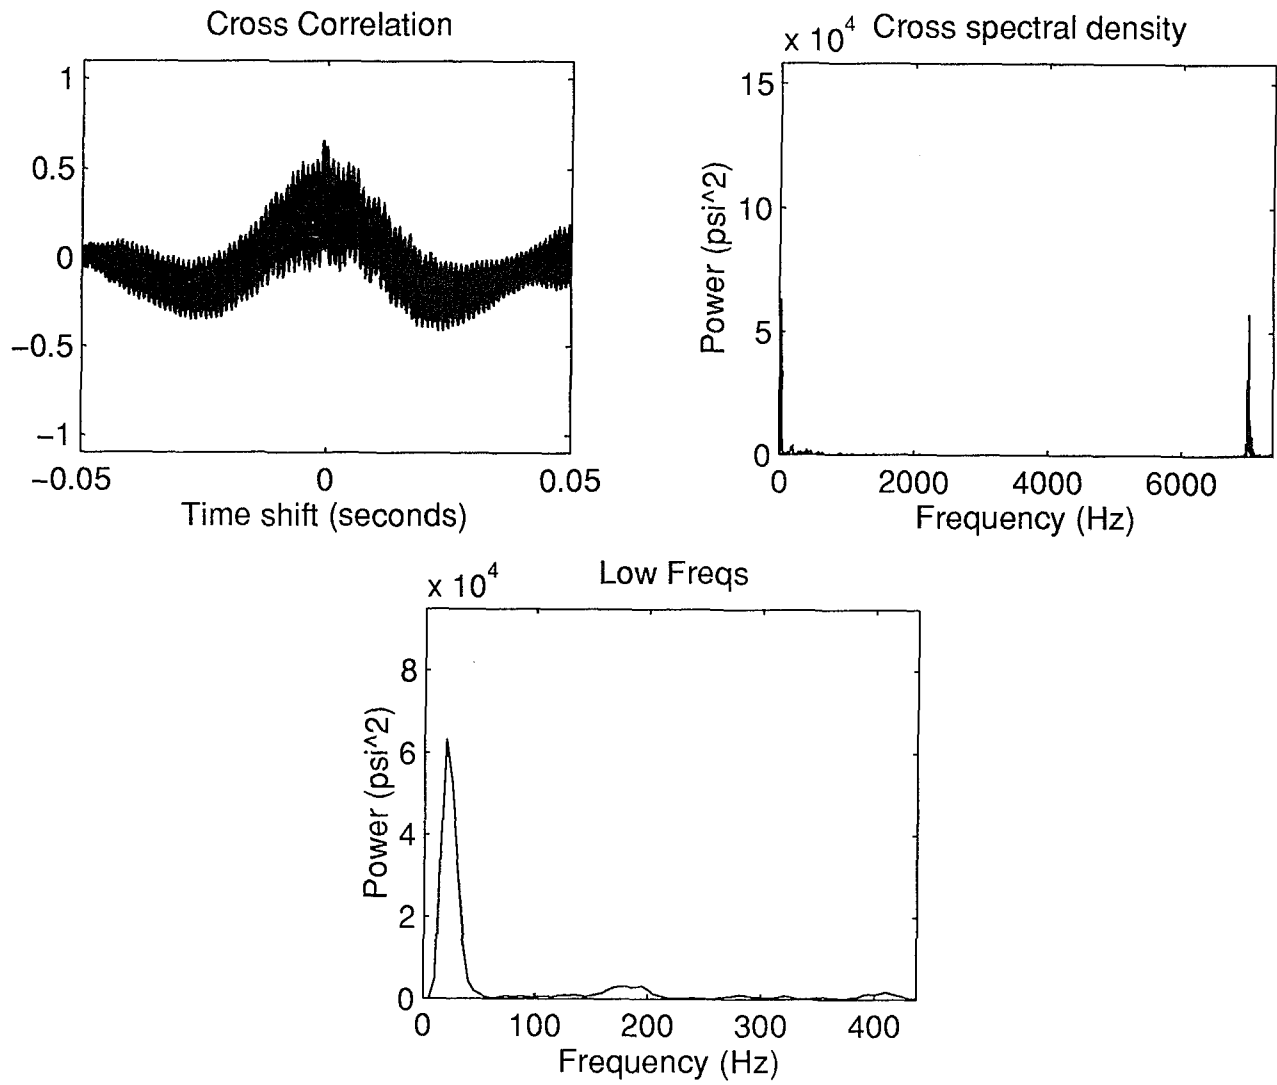 Cross Correlation
1
0.5
0
−0.5
−1
−0.05 0 0.05
Time shift (seconds)
x 10^4 Cross spectral density
15
10
5
0
Power (psi^2)
0 2000 4000 6000
Frequency (Hz)
x 10^4 Low Freqs
8
6
4
2
0
Power (psi^2)
0 100 200 300 400
Frequency (Hz)